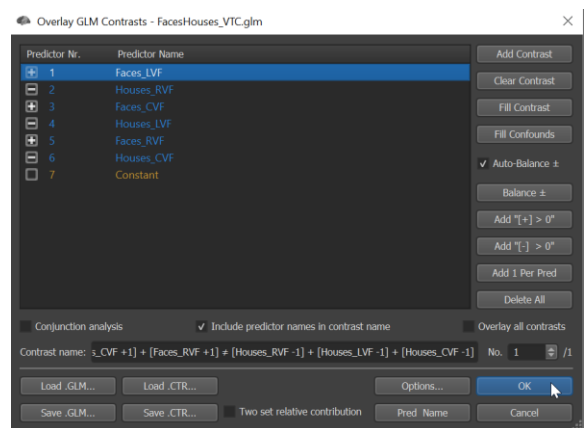 Overlay GLM Contrasts - FacesHouses_VTC.glm
Predictor Nr. Predictor Name
1 Faces_LVF
2 Houses_RVF
3 Faces_CVF
4 Houses_LVF
5 Faces_RVF
6 Houses_CVF
7 Constant
Add Contrast
Clear Contrast
Fill Contrast
Fill Confounds
Auto-Balance ±
Balance ±
Add "[+] > 0"
Add "[-] > 0"
Add 1 Per Pred
Delete All
Conjunction analysis Include predictor names in contrast name Overlay all contrasts
Contrast name: s_CVF +1] + [Faces_RVF +1] ≠ [Houses_RVF -1] + [Houses_LVF -1] + [Houses_CVF -1] No. 1 /1
Load .GLM... Load .CTR... Options... OK
Save .GLM... Save .CTR... Two set relative contribution Pred Name Cancel